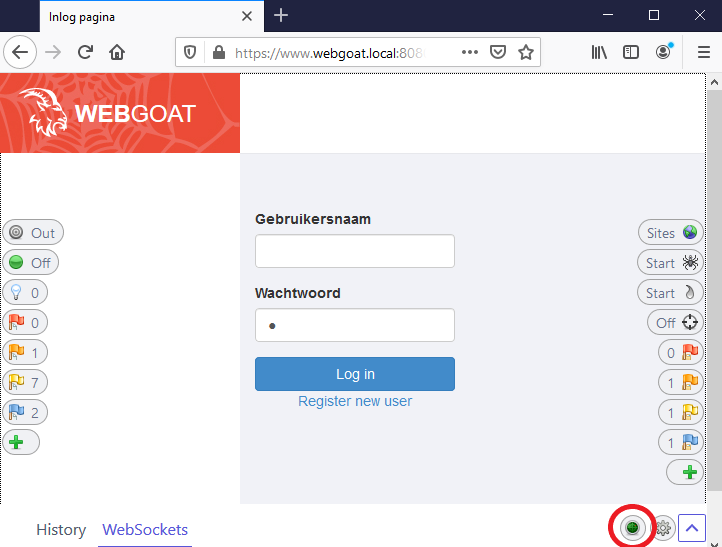 Inlog pagina
https://www.webgoat.local:808
WEBGOAT
Gebruikersnaam
Wachtwoord
Log in
Register new user
Out
Off
0
0
1
7
2
Sites
Start
Start
Off
0
1
1
1
History
WebSockets